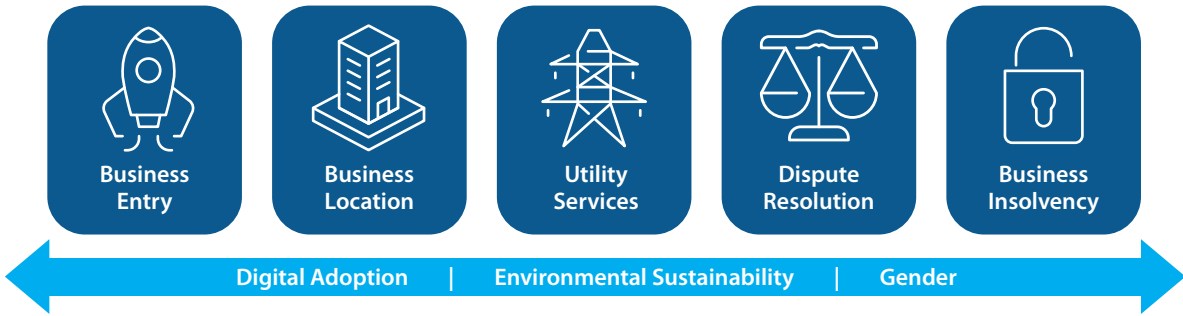 Business
Entry
Business
Location
Utility
Services
Dispute
Resolution
Business
Insolvency
Digital Adoption | Environmental Sustainability | Gender